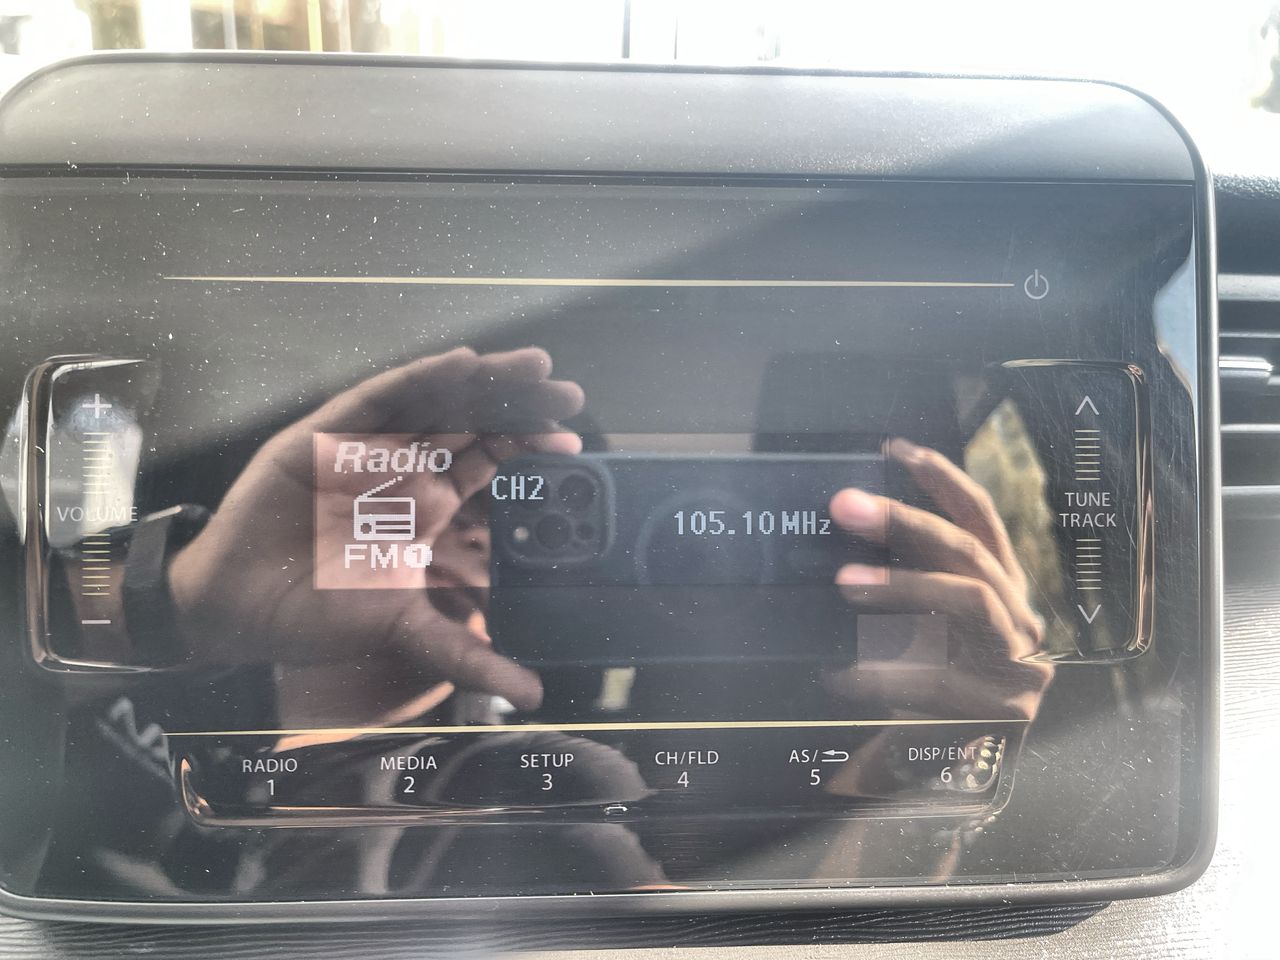 Radio
FM1
CH2
105.10 MHz
+
VOLUME
−
TUNE
TRACK
RADIO
1
MEDIA
2
SETUP
3
CH/FLD
4
AS/
5
DISP/ENT
6